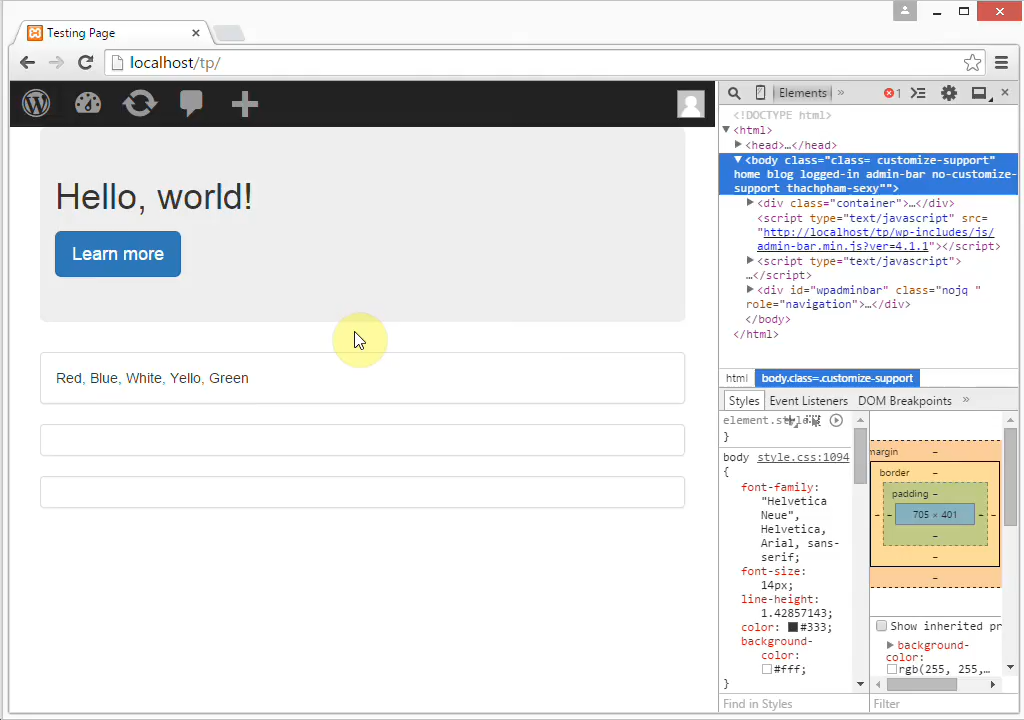 Testing Page
localhost/tp/
Hello, world!
Learn more
Red, Blue, White, Yello, Green
Elements
» 1
<!DOCTYPE html>
<html>
<head>…</head>
<body class="class= customize-support"
home blog logged-in admin-bar no-customize-
support thachpham-sexy"">
<div class="container">…</div>
<script type="text/javascript" src=
"http://localhost/tp/wp-includes/js/
admin-bar.min.js?ver=4.1.1"></script>
<script type="text/javascript">
…</script>
<div id="wpadminbar" class="nojq "
role="navigation">…</div>
</body>
</html>
html body.class=.customize-support
Styles Event Listeners DOM Breakpoints »
}
body style.css:1094
{
font-family:
"Helvetica
Neue",
Helvetica,
Arial, sans-
serif;
font-size:
14px;
line-height:
1.42857143;
color: #333;
background-
color:
#fff;
}
Find in Styles
margin –
border –
padding –
– – 705 × 401 – –
–
–
–
Show inherited pr
background-
color:
rgb(255, 255,…
Filter